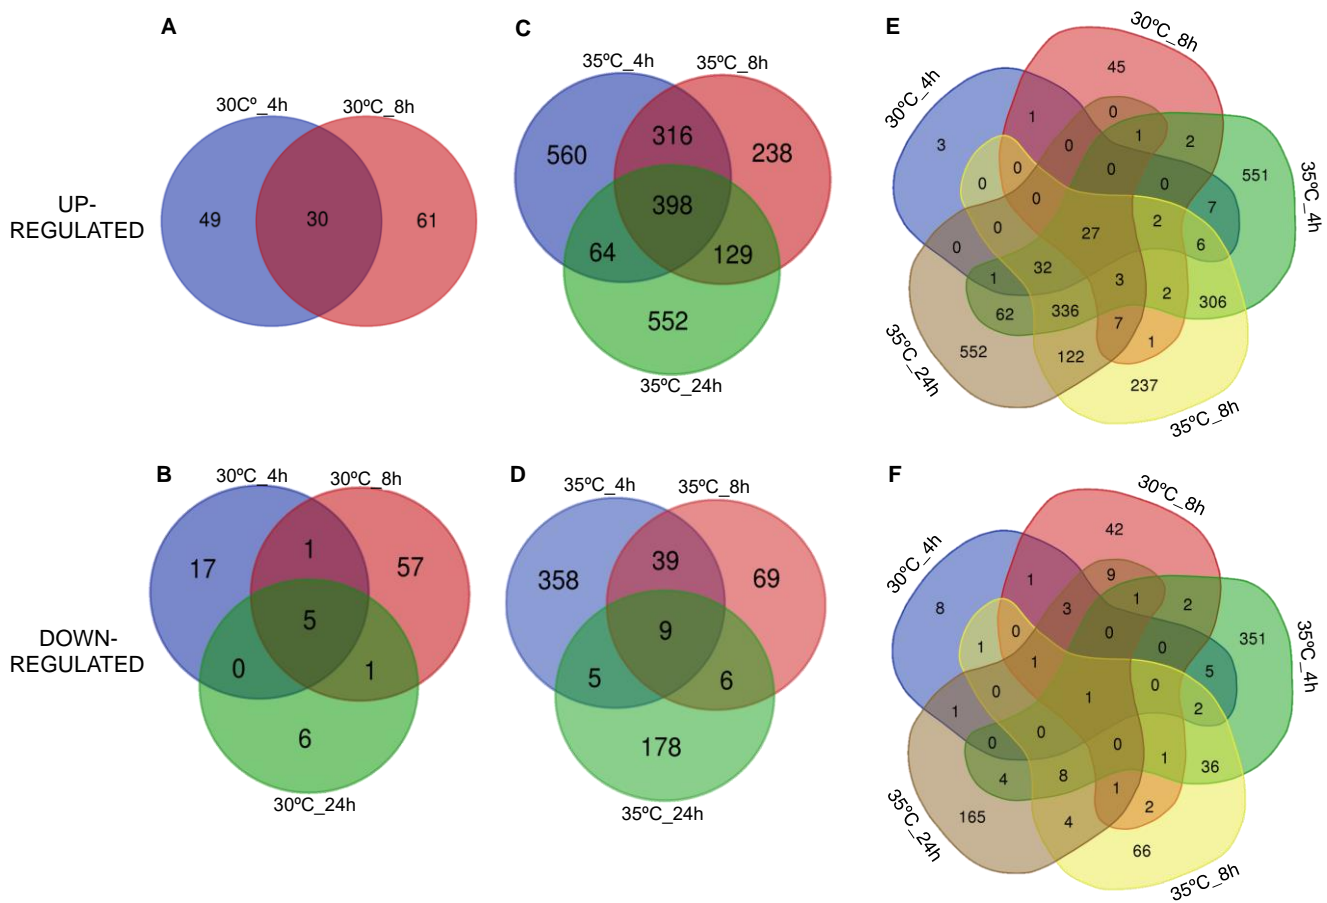 A
30Cº_4h
30ºC_8h
49
30
61
UP-
REGULATED
C
35ºC_4h
35ºC_8h
560
316
238
398
64
129
552
35ºC_24h
E
30ºC_8h
30ºC_4h
35ºC_4h
35ºC_24h
35ºC_8h
45
3
1
0
1
2
551
0
0
0
0
0
7
0
0
0
27
2
6
1
32
3
2
306
62
336
7
1
552
122
237
B
30ºC_4h
30ºC_8h
17
1
57
5
0
1
6
30ºC_24h
DOWN-
REGULATED
D
35ºC_4h
35ºC_8h
358
39
69
9
5
6
178
35ºC_24h
F
30ºC_8h
30ºC_4h
35ºC_4h
35ºC_24h
35ºC_8h
42
8
1
9
1
2
351
3
0
0
1
0
5
1
0
1
1
0
2
0
0
0
1
36
4
8
1
2
165
4
66